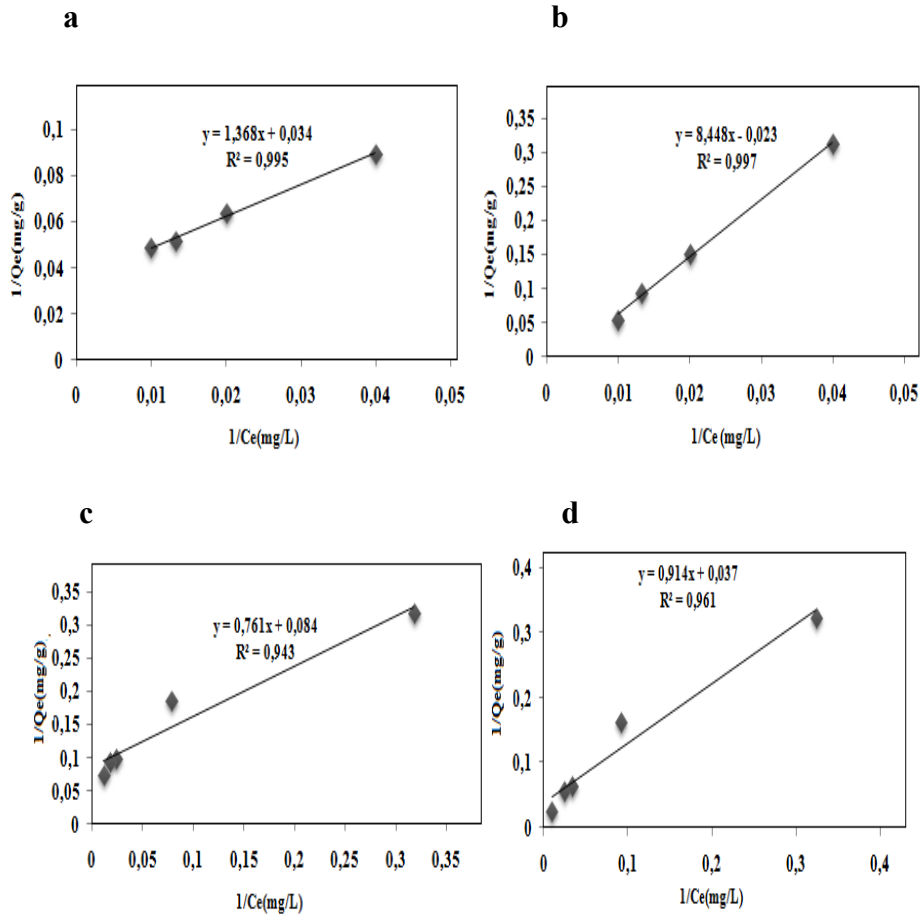 a
b
y = 1,368x + 0,034
R² = 0,995
1/Qe(mg/g)
0,1
0,08
0,06
0,04
0,02
0
0 0,01 0,02 0,03 0,04 0,05
1/Ce(mg/L)
y = 8,448x - 0,023
R² = 0,997
1/Qe(mg/g)
0,35
0,3
0,25
0,2
0,15
0,1
0,05
0
0 0,01 0,02 0,03 0,04 0,05
1/Ce (mg/L)
c
d
y = 0,761x + 0,084
R² = 0,943
1/Qe(mg/g)
0,35
0,3
0,25
0,2
0,15
0,1
0,05
0
0 0,05 0,1 0,15 0,2 0,25 0,3 0,35
1/Ce(mg/L)
y = 0,914x + 0,037
R² = 0,961
1/Qe(mg/g)
0,4
0,3
0,2
0,1
0
0 0,1 0,2 0,3 0,4
1/Ce(mg/L)